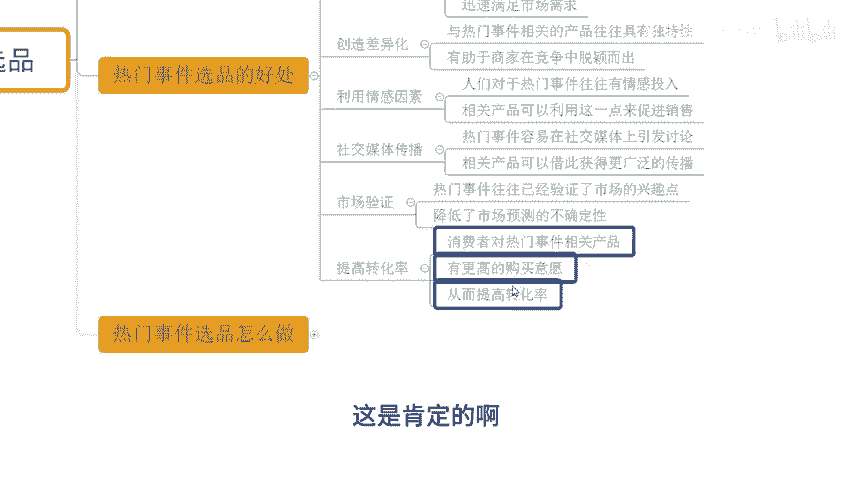 迅速满足市场需求
与热门事件相关的产品往往具有独特性
创造差异化
有助于商家在竞争中脱颖而出
选品
热门事件选品的好处
人们对于热门事件往往有情感投入
利用情感因素
相关产品可以利用这一点来促进销售
热门事件容易在社交媒体上引发讨论
社交媒体传播
相关产品可以借此获得更广泛的传播
热门事件往往已经验证了市场的兴趣点
市场验证
降低了市场预测的不确定性
消费者对热门事件相关产品
提高转化率
有更高的购买意愿
从而提高转化率
热门事件选品怎么做
这是肯定的啊